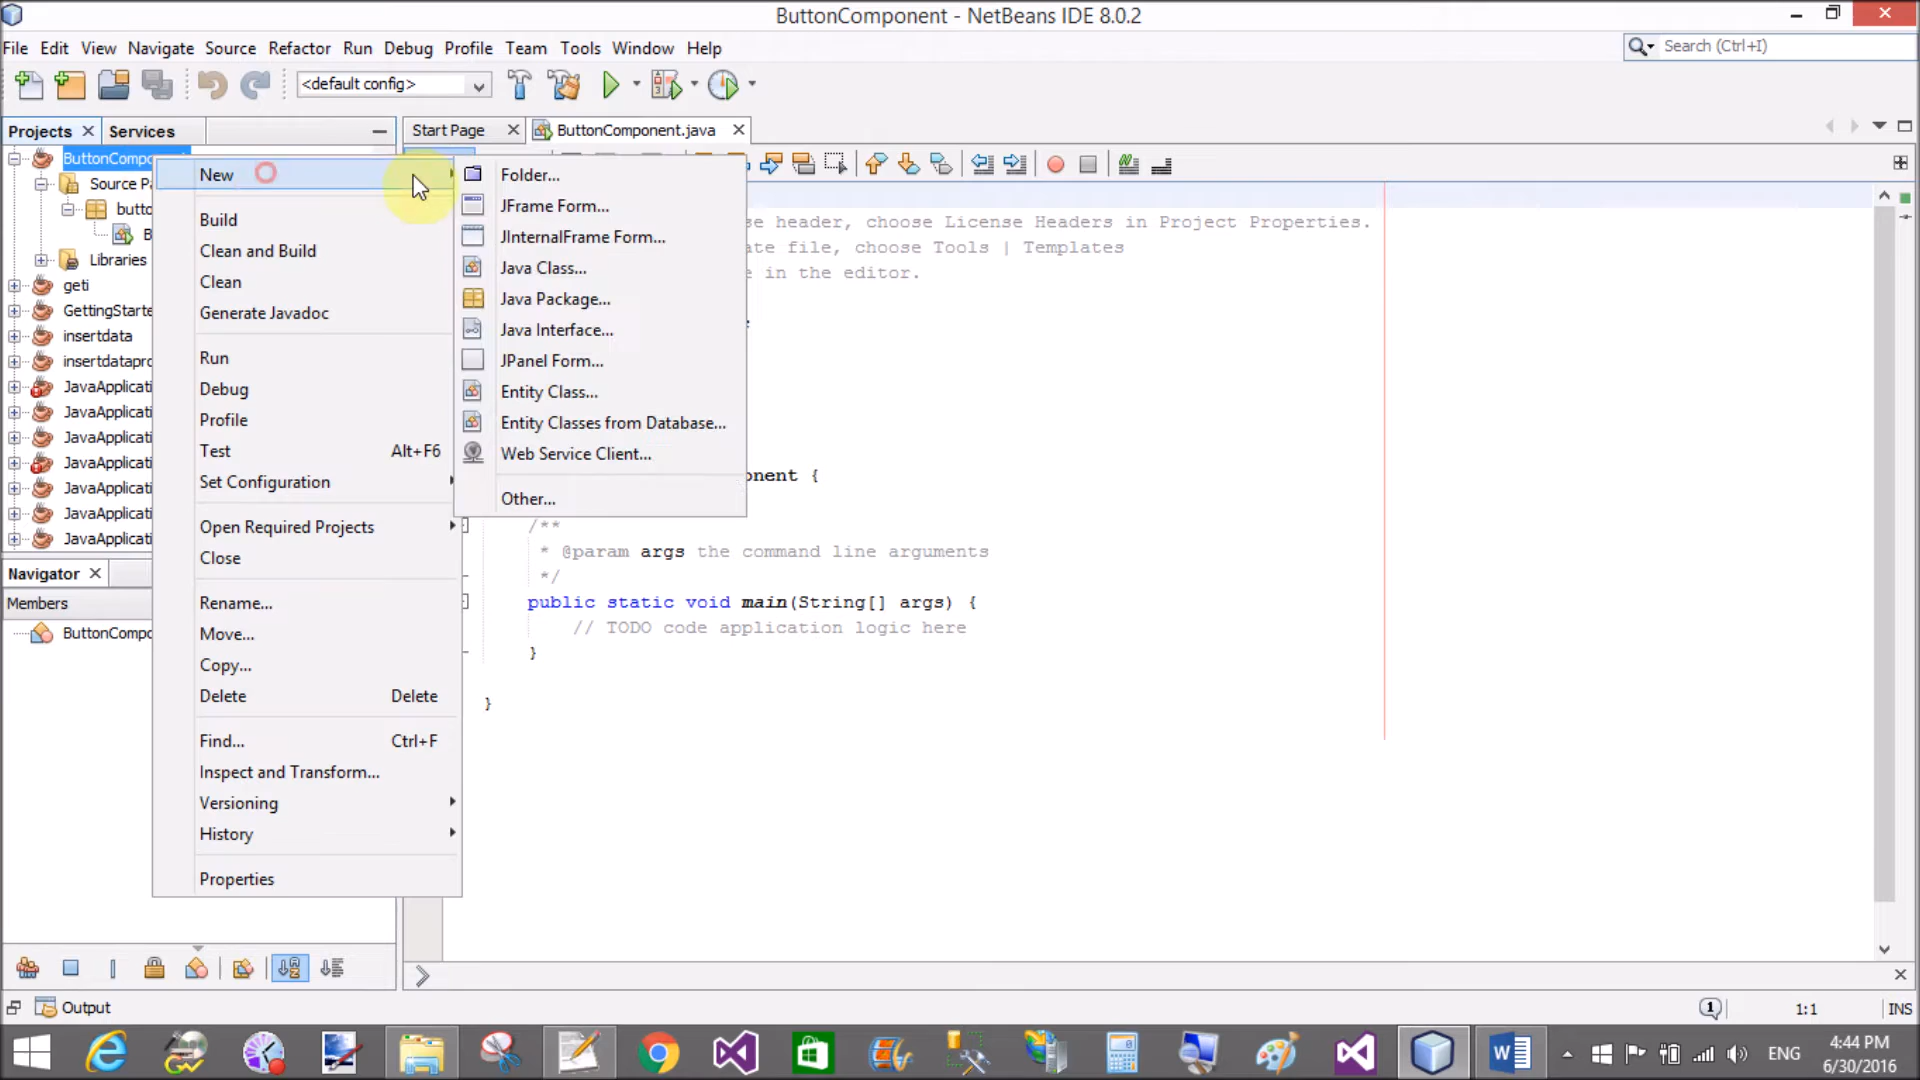 ButtonComponent - NetBeans IDE 8.0.2
File Edit View Navigate Source Refactor Run Debug Profile Team Tools Window Help
Search (Ctrl+I)
<default config>
Projects Services
Start Page ButtonComponent.java
ButtonCompo
Source Pa
butto
B
Libraries
geti
GettingStarte
insertdata
insertdatapro
JavaApplicati
JavaApplicati
JavaApplicati
JavaApplicati
JavaApplicati
JavaApplicati
JavaApplicati
Navigator
Members
ButtonCompo
New
Build
Clean and Build
Clean
Generate Javadoc
Run
Debug
Profile
Test Alt+F6
Set Configuration
Open Required Projects
Close
Rename...
Move...
Copy...
Delete Delete
Find... Ctrl+F
Inspect and Transform...
Versioning
History
Properties
Folder...
JFrame Form...
JInternalFrame Form...
Java Class...
Java Package...
Java Interface...
JPanel Form...
Entity Class...
Entity Classes from Database...
Web Service Client...
Other...
se header, choose License Headers in Project Properties.
te file, choose Tools | Templates
e in the editor.
;
onent {
/**
* @param args the command line arguments
*/
public static void main(String[] args) {
// TODO code application logic here
}
}
Output
1
1:1
INS
ENG
4:44 PM
6/30/2016